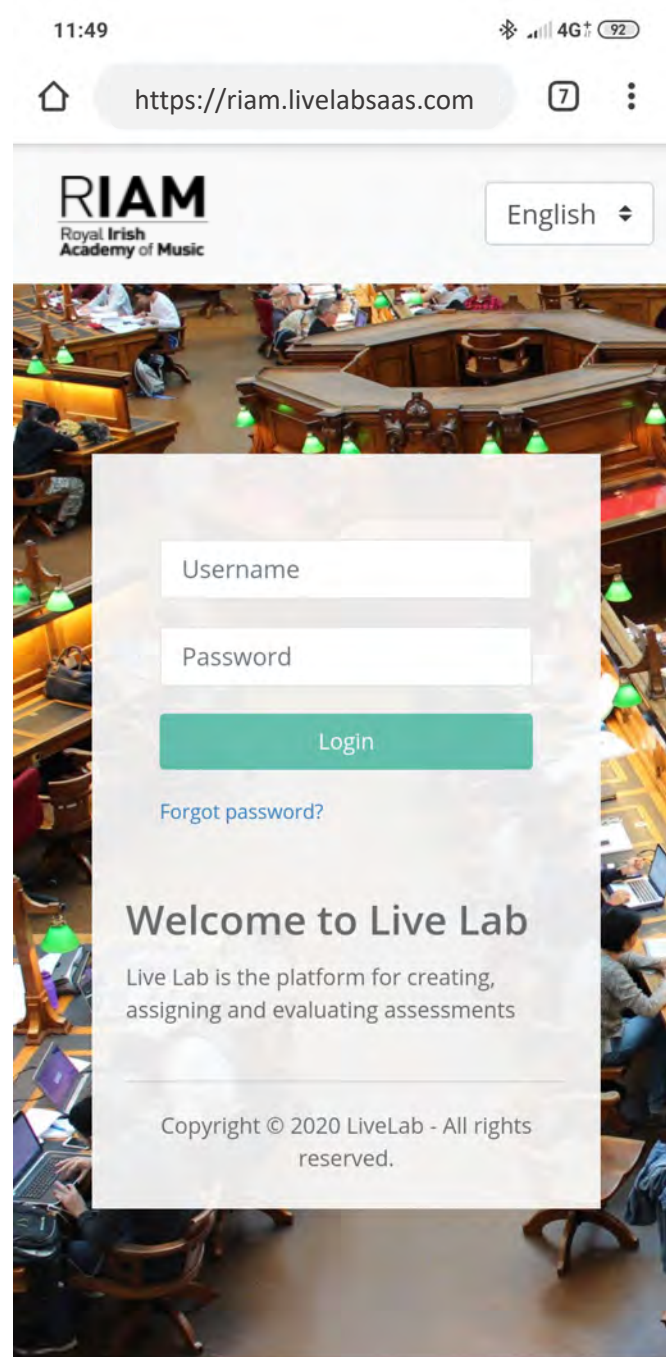 11:49
4G+ 92
https://riam.livelabsaas.com
7
RIAM
Royal Irish
Academy of Music
English
Username
Password
Login
Forgot password?
Welcome to Live Lab
Live Lab is the platform for creating,
assigning and evaluating assessments
Copyright © 2020 LiveLab - All rights
reserved.